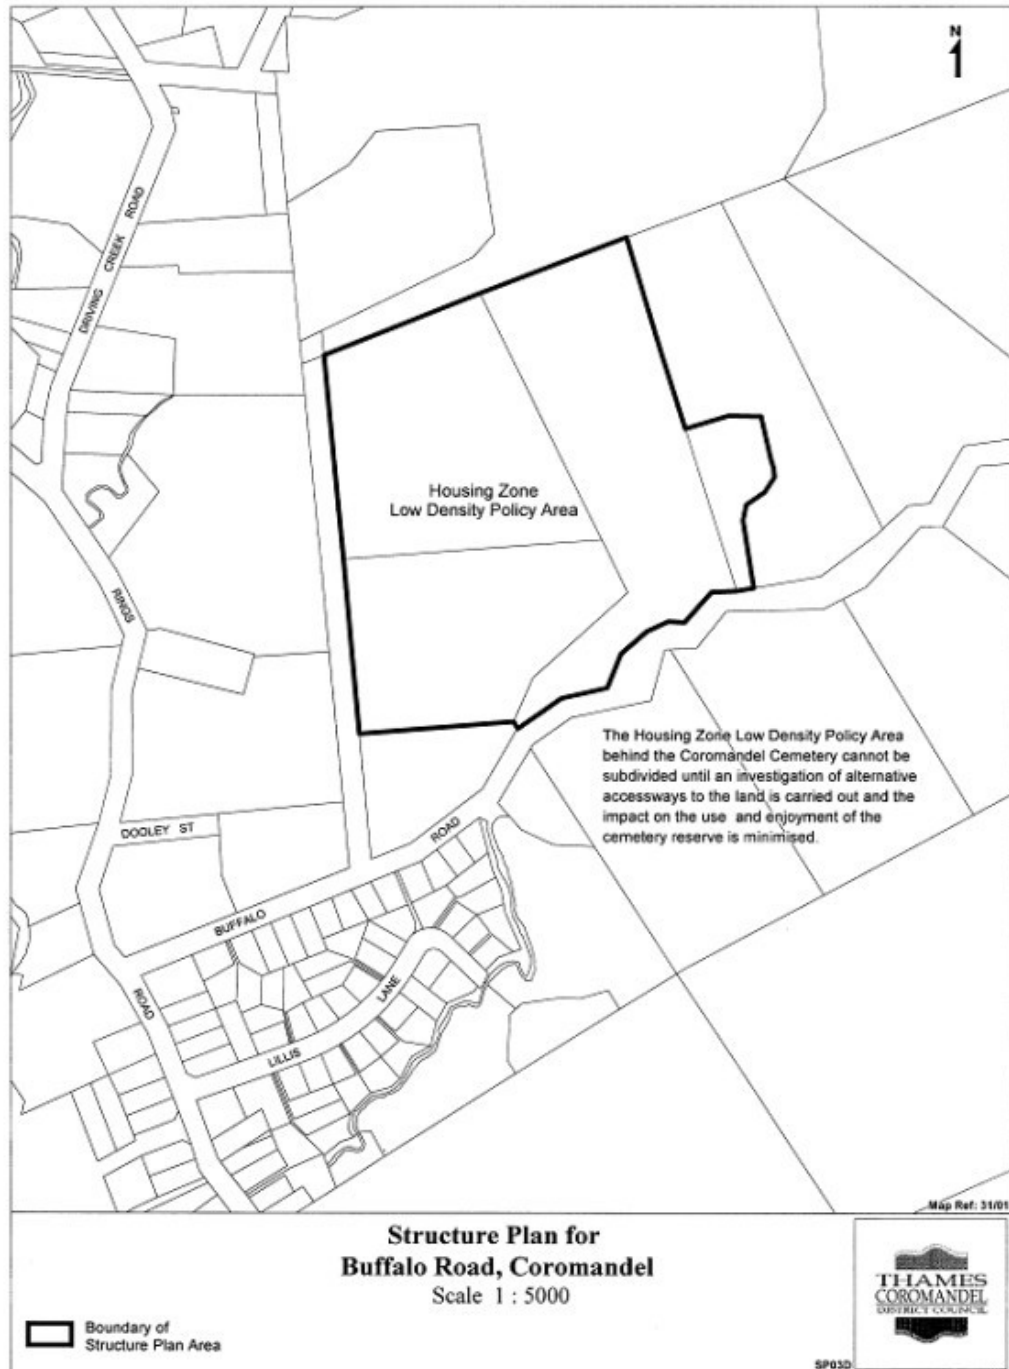 N
DRIVING CREEK ROAD
Housing Zone
Low Density Policy Area
RINGS
The Housing Zone Low Density Policy Area
behind the Coromandel Cemetery cannot be
subdivided until an investigation of alternative
accessways to the land is carried out and the
impact on the use and enjoyment of the
cemetery reserve is minimised.
DOOLEY ST
BUFFALO ROAD
ROAD
LILLIS LANE
Map Ref: 31/01
Structure Plan for
Buffalo Road, Coromandel
Scale 1 : 5000
Boundary of
Structure Plan Area
THAMES
COROMANDEL
DISTRICT COUNCIL
SP03D